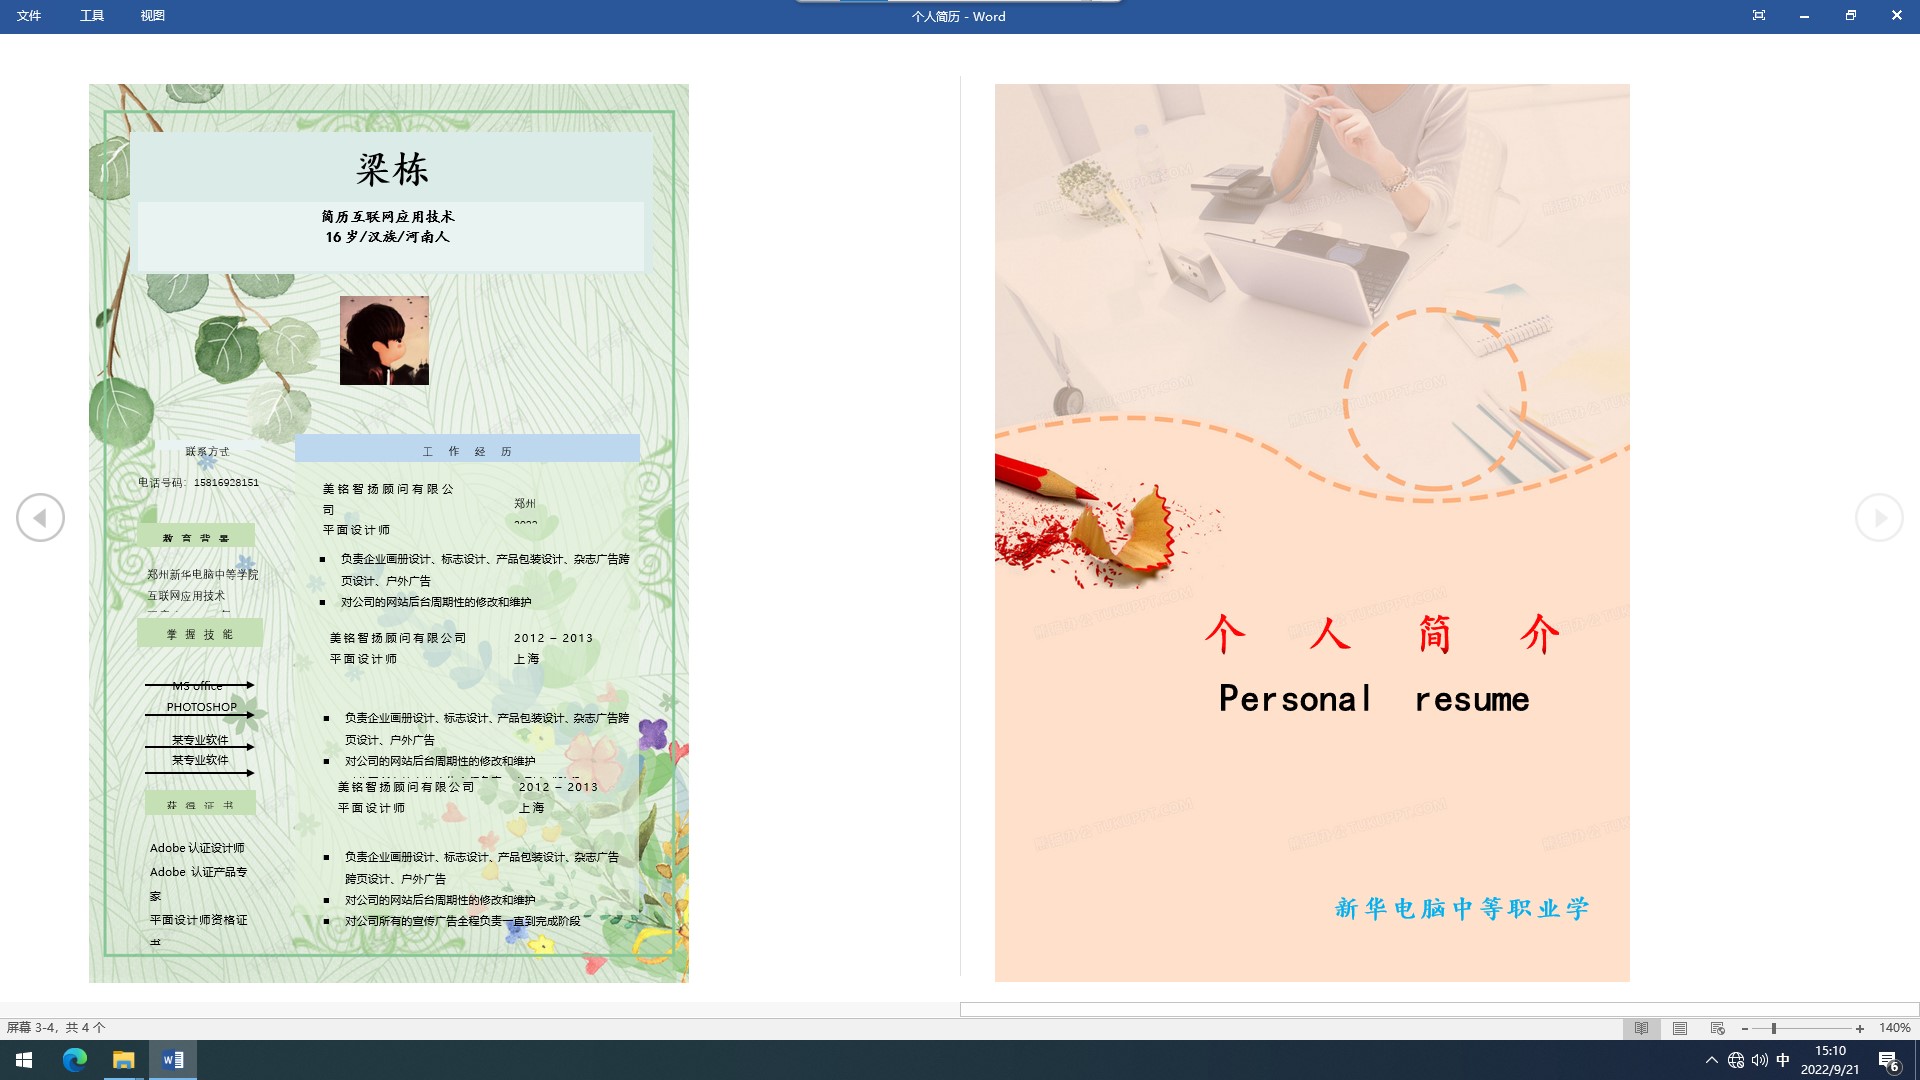 文件 工具 视图
个人简历 - Word
梁栋
简历互联网应用技术
16 岁/汉族/河南人
联系方式
电话号码：15816928151
教 育 背 景
郑州新华电脑中等学院
互联网应用技术
掌 握 技 能
MS office
PHOTOSHOP
某专业软件
某专业软件
获 得 证 书
Adobe 认证设计师
Adobe 认证产品专
家
平面设计师资格证
书
工 作 经 历
美铭智扬顾问有限公
司
平面设计师
郑州
2022
负责企业画册设计、标志设计、产品包装设计、杂志广告跨
页设计、户外广告
对公司的网站后台周期性的修改和维护
美铭智扬顾问有限公司 2012 – 2013
平面设计师 上海
负责企业画册设计、标志设计、产品包装设计、杂志广告跨
页设计、户外广告
对公司的网站后台周期性的修改和维护
美铭智扬顾问有限公司 2012 – 2013
平面设计师 上海
负责企业画册设计、标志设计、产品包装设计、杂志广告
跨页设计、户外广告
对公司的网站后台周期性的修改和维护
对公司所有的宣传广告全程负责一直到完成阶段
个 人 简 介
Personal resume
新华电脑中等职业学
屏幕 3-4，共 4 个
140%
中
15:10
2022/9/21
6